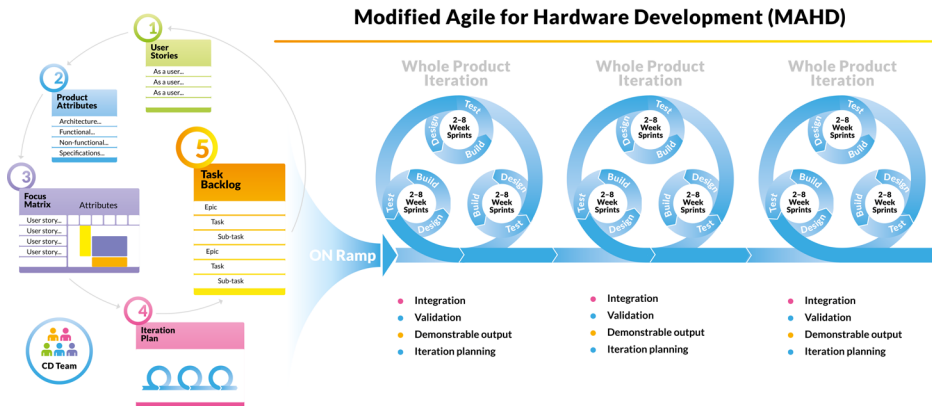 Modified Agile for Hardware Development (MAHD)
1
User
Stories
As a user...
As a user...
As a user...
2
Product
Attributes
Architecture...
Functional...
Non-functional...
Specifications...
3
Focus
Matrix
Attributes
User story...
User story...
User story...
User story...
4
Iteration
Plan
5
Task
Backlog
Epic
Task
Sub-task
Epic
Task
Sub-task
CD Team
ON Ramp
Whole Product
Iteration
Design
Test
Build
2-8
Week
Sprints
Test
Build
Design
2-8
Week
Sprints
Build
Design
Test
2-8
Week
Sprints
Integration
Validation
Demonstrable output
Iteration planning
Whole Product
Iteration
Design
Test
Build
2-8
Week
Sprints
Test
Build
Design
2-8
Week
Sprints
Build
Design
Test
2-8
Week
Sprints
Integration
Validation
Demonstrable output
Iteration planning
Whole Product
Iteration
Design
Test
Build
2-8
Week
Sprints
Test
Build
Design
2-8
Week
Sprints
Build
Design
Test
2-8
Week
Sprints
Integration
Validation
Demonstrable output
Iteration planning